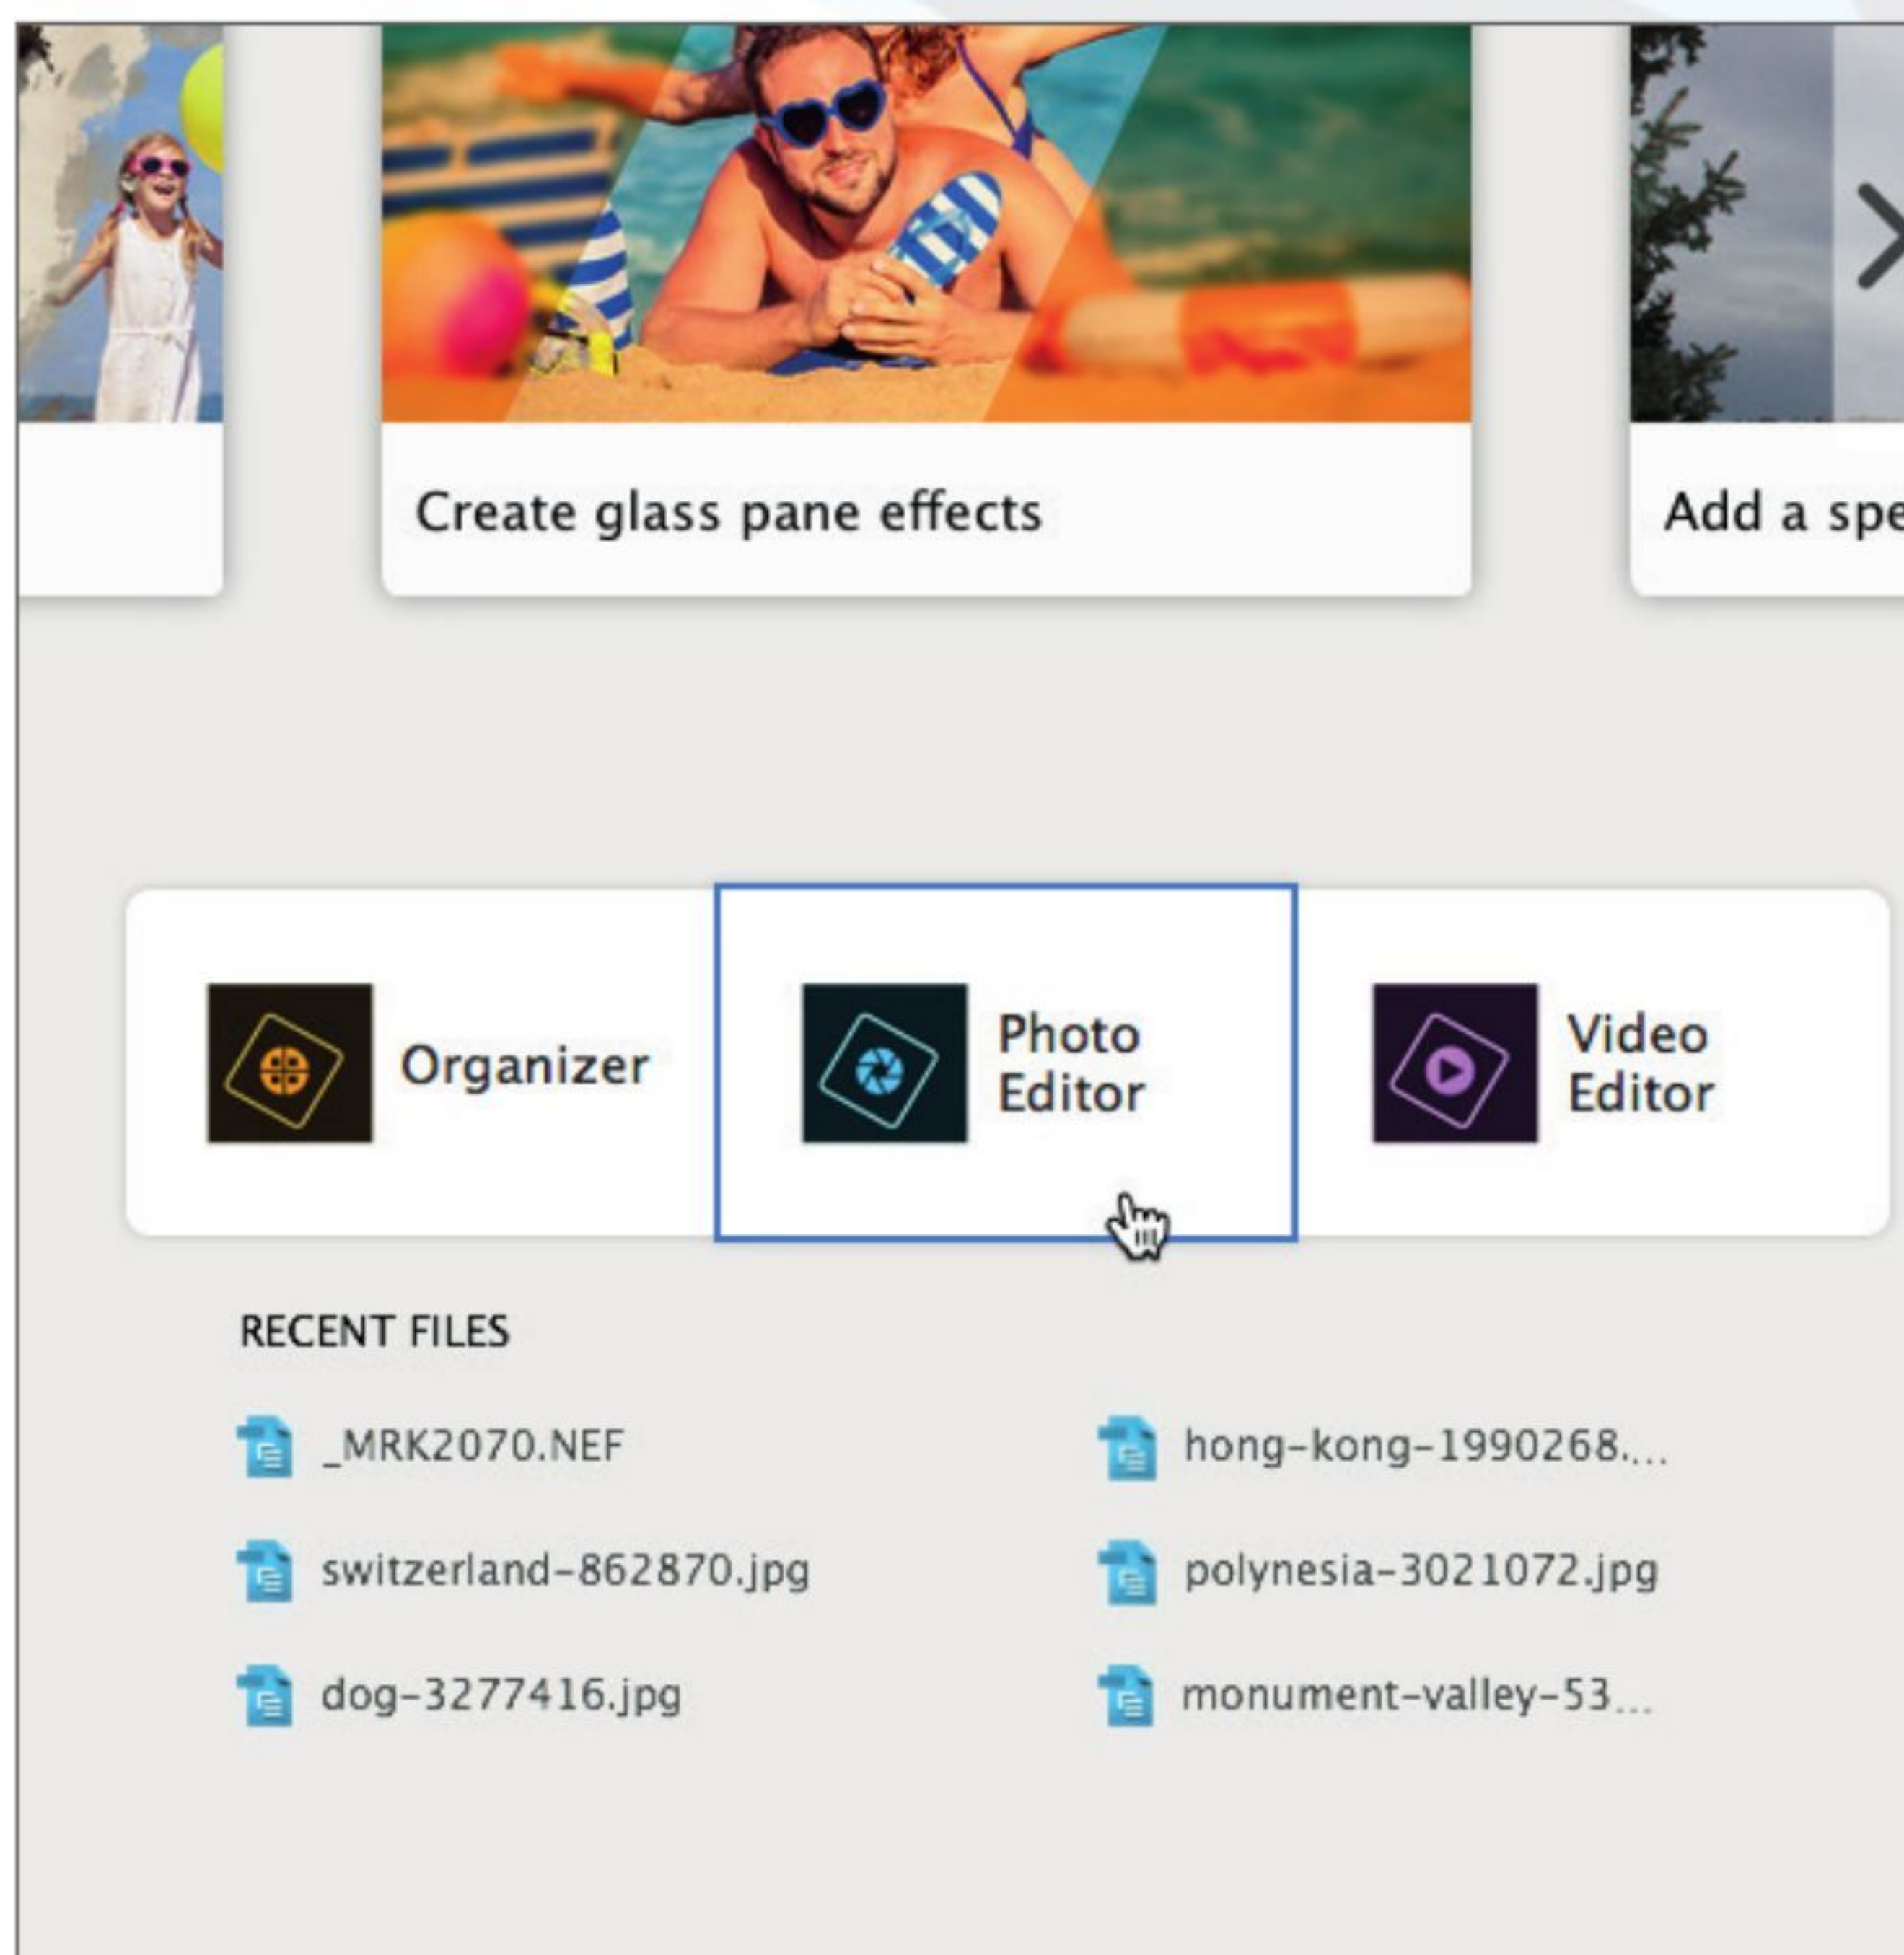 Create glass pane effects
Add a spe
Organizer
Photo
Editor
Video
Editor
RECENT FILES
_MRK2070.NEF
hong-kong-1990268....
switzerland-862870.jpg
polynesia-3021072.jpg
dog-3277416.jpg
monument-valley-53...